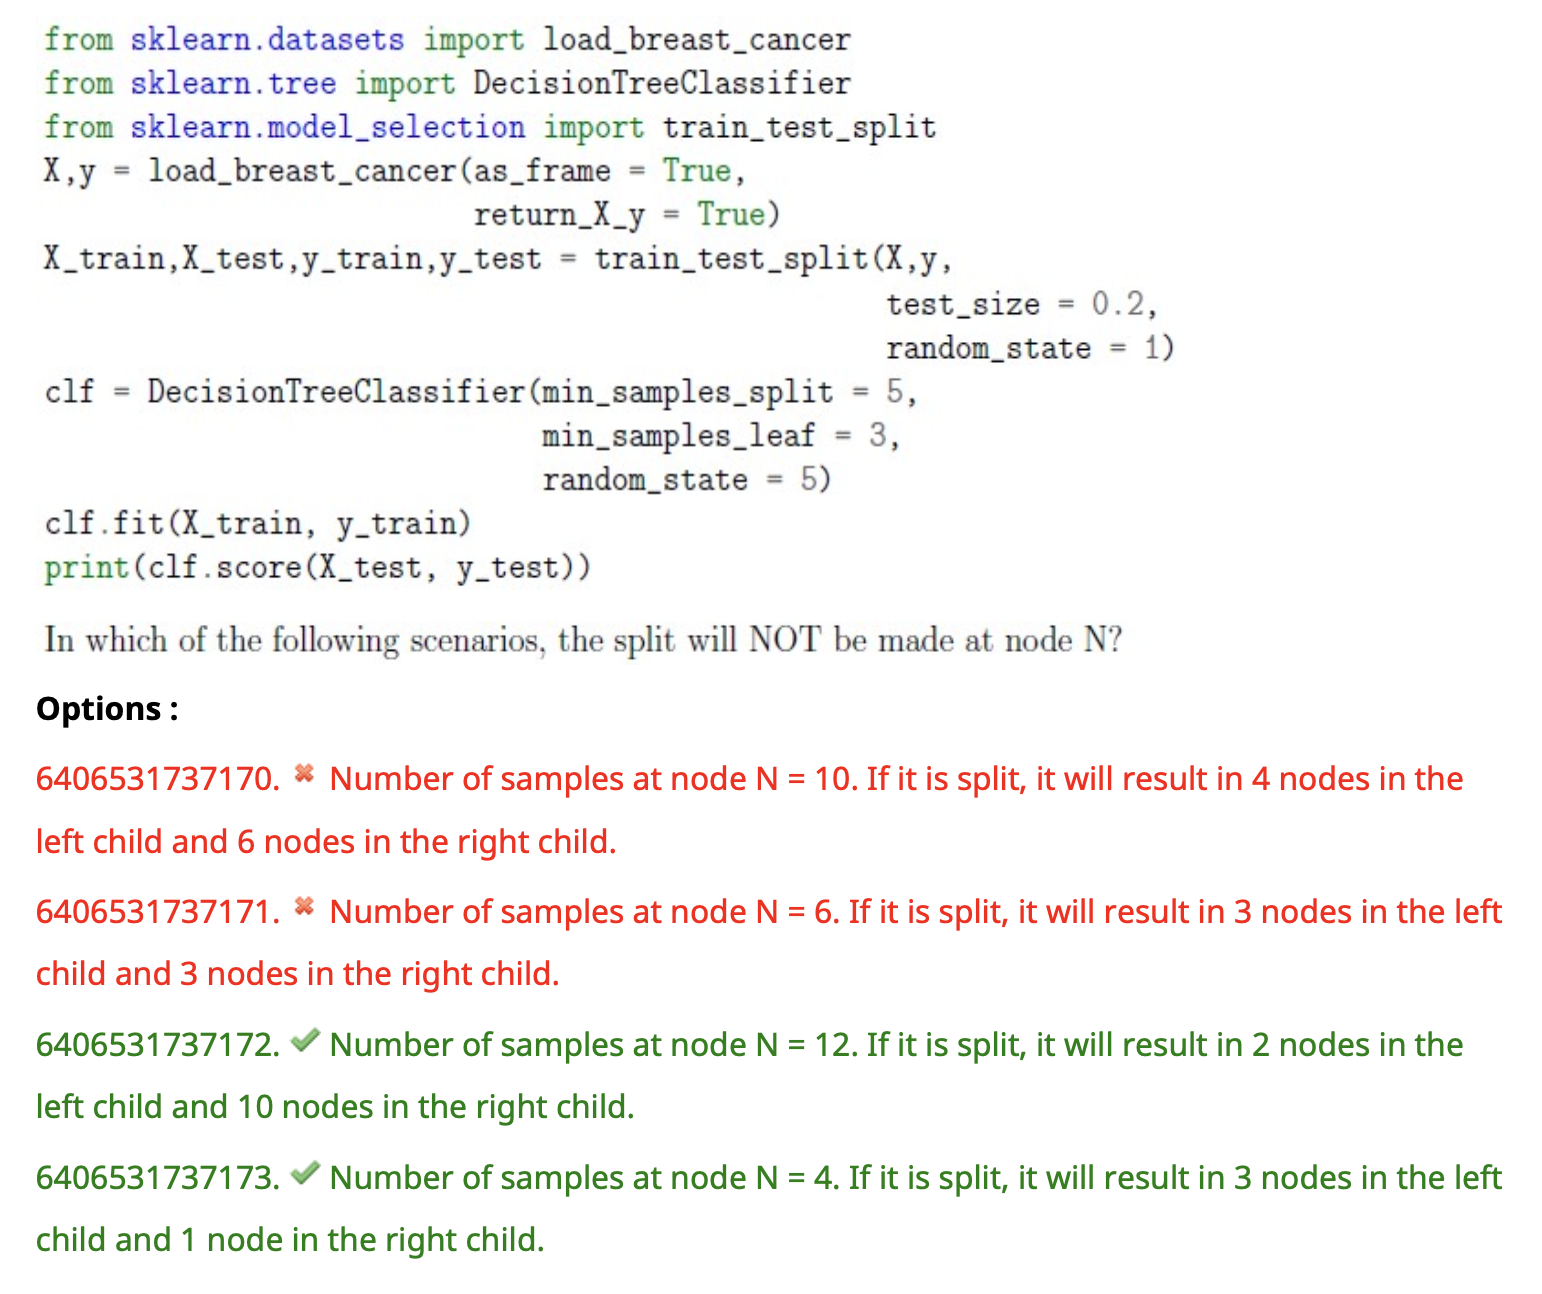 from sklearn.datasets import load_breast_cancer
from sklearn.tree import DecisionTreeClassifier
from sklearn.model_selection import train_test_split
X,y = load_breast_cancer(as_frame = True,
return_X_y = True)
X_train,X_test,y_train,y_test = train_test_split(X,y,
test_size = 0.2,
random_state = 1)
clf = DecisionTreeClassifier(min_samples_split = 5,
min_samples_leaf = 3,
random_state = 5)
clf.fit(X_train, y_train)
print(clf.score(X_test, y_test))
In which of the following scenarios, the split will NOT be made at node N?
Options :
6406531737170. ✖ Number of samples at node N = 10. If it is split, it will result in 4 nodes in the
left child and 6 nodes in the right child.
6406531737171. ✖ Number of samples at node N = 6. If it is split, it will result in 3 nodes in the left
child and 3 nodes in the right child.
6406531737172. ✔ Number of samples at node N = 12. If it is split, it will result in 2 nodes in the
left child and 10 nodes in the right child.
6406531737173. ✔ Number of samples at node N = 4. If it is split, it will result in 3 nodes in the left
child and 1 node in the right child.